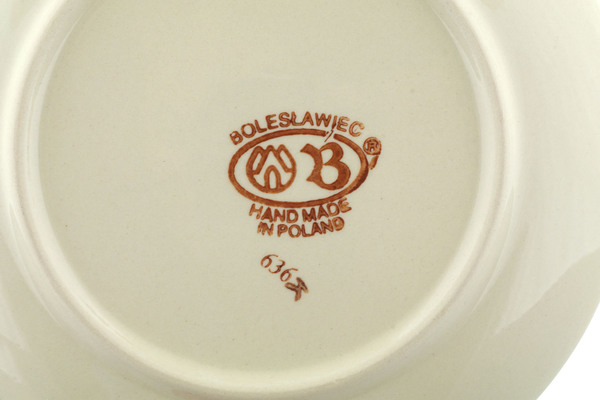 BOLESŁAWIEC
B ®
HAND MADE
IN POLAND
636